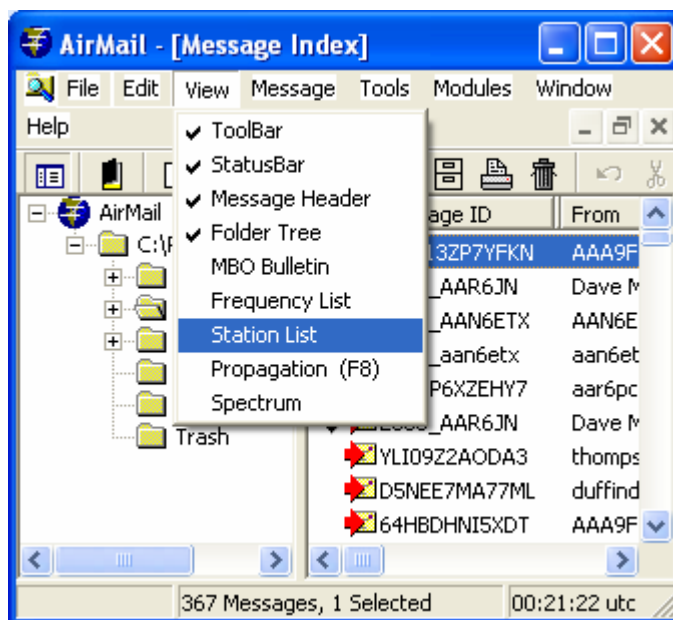 AirMail - [Message Index]
File Edit View Message Tools Modules Window
Help
ToolBar
StatusBar
Message Header
Folder Tree
MBO Bulletin
Frequency List
Station List
Propagation (F8)
Spectrum
AirMail
C:\
Trash
age ID From
13ZP7YFKN AAA9F
_AAR6JN Dave M
_AAN6ETX AAN6E
_aan6etx aan6et
P6XZEHY7 aar6pc
_AAR6JN Dave M
YLI09Z2AODA3 thomps
D5NEE7MA77ML duffind
64HBDHNI5XDT AAA9F
367 Messages, 1 Selected 00:21:22 utc